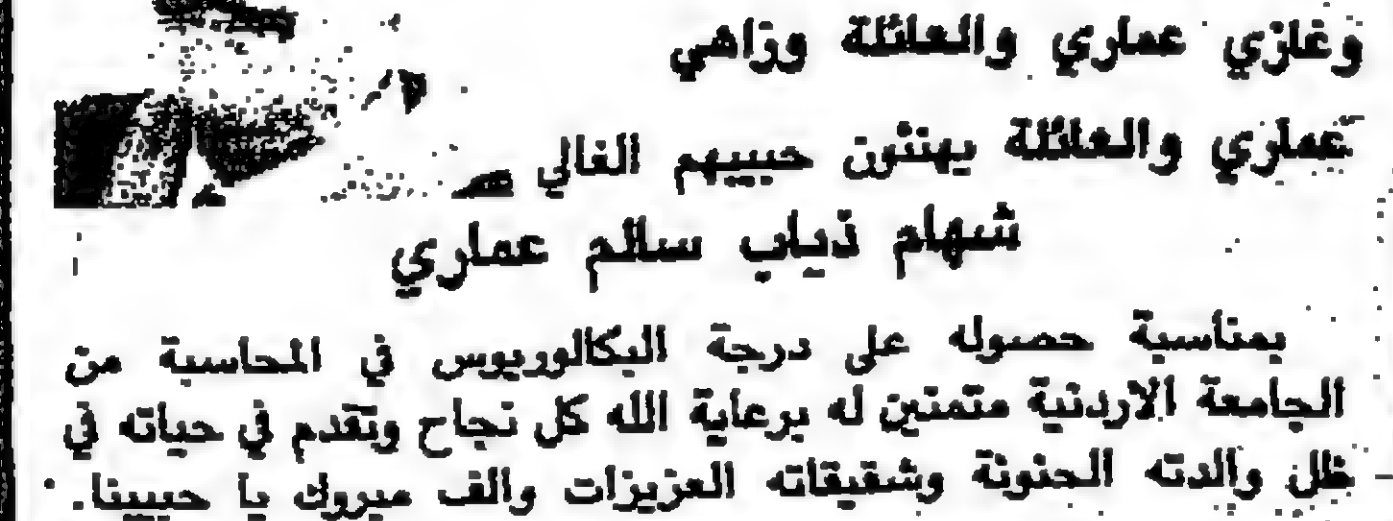 وغازي عماري والعائلة وزاهي
عماري والعائلة يهنئون حبيبهم الغالي
شهام ذياب سالم عماري
بمناسبة حصوله على درجة البكالوريوس في المحاسبة من
الجامعة الاردنية متمنين له برعاية الله كل نجاح وتقدم في حياته في
ظل والدته الحنونة وشقيقاته العزيزات والف مبروك يا حبيبنا.